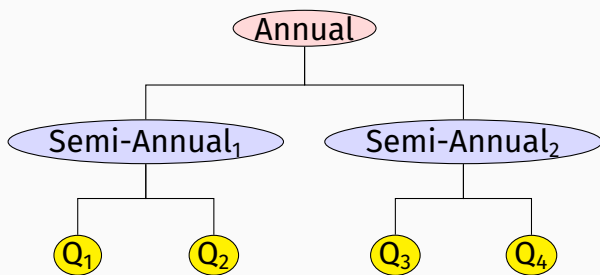 Annual
Semi-Annual₁ Semi-Annual₂
Q₁ Q₂ Q₃ Q₄